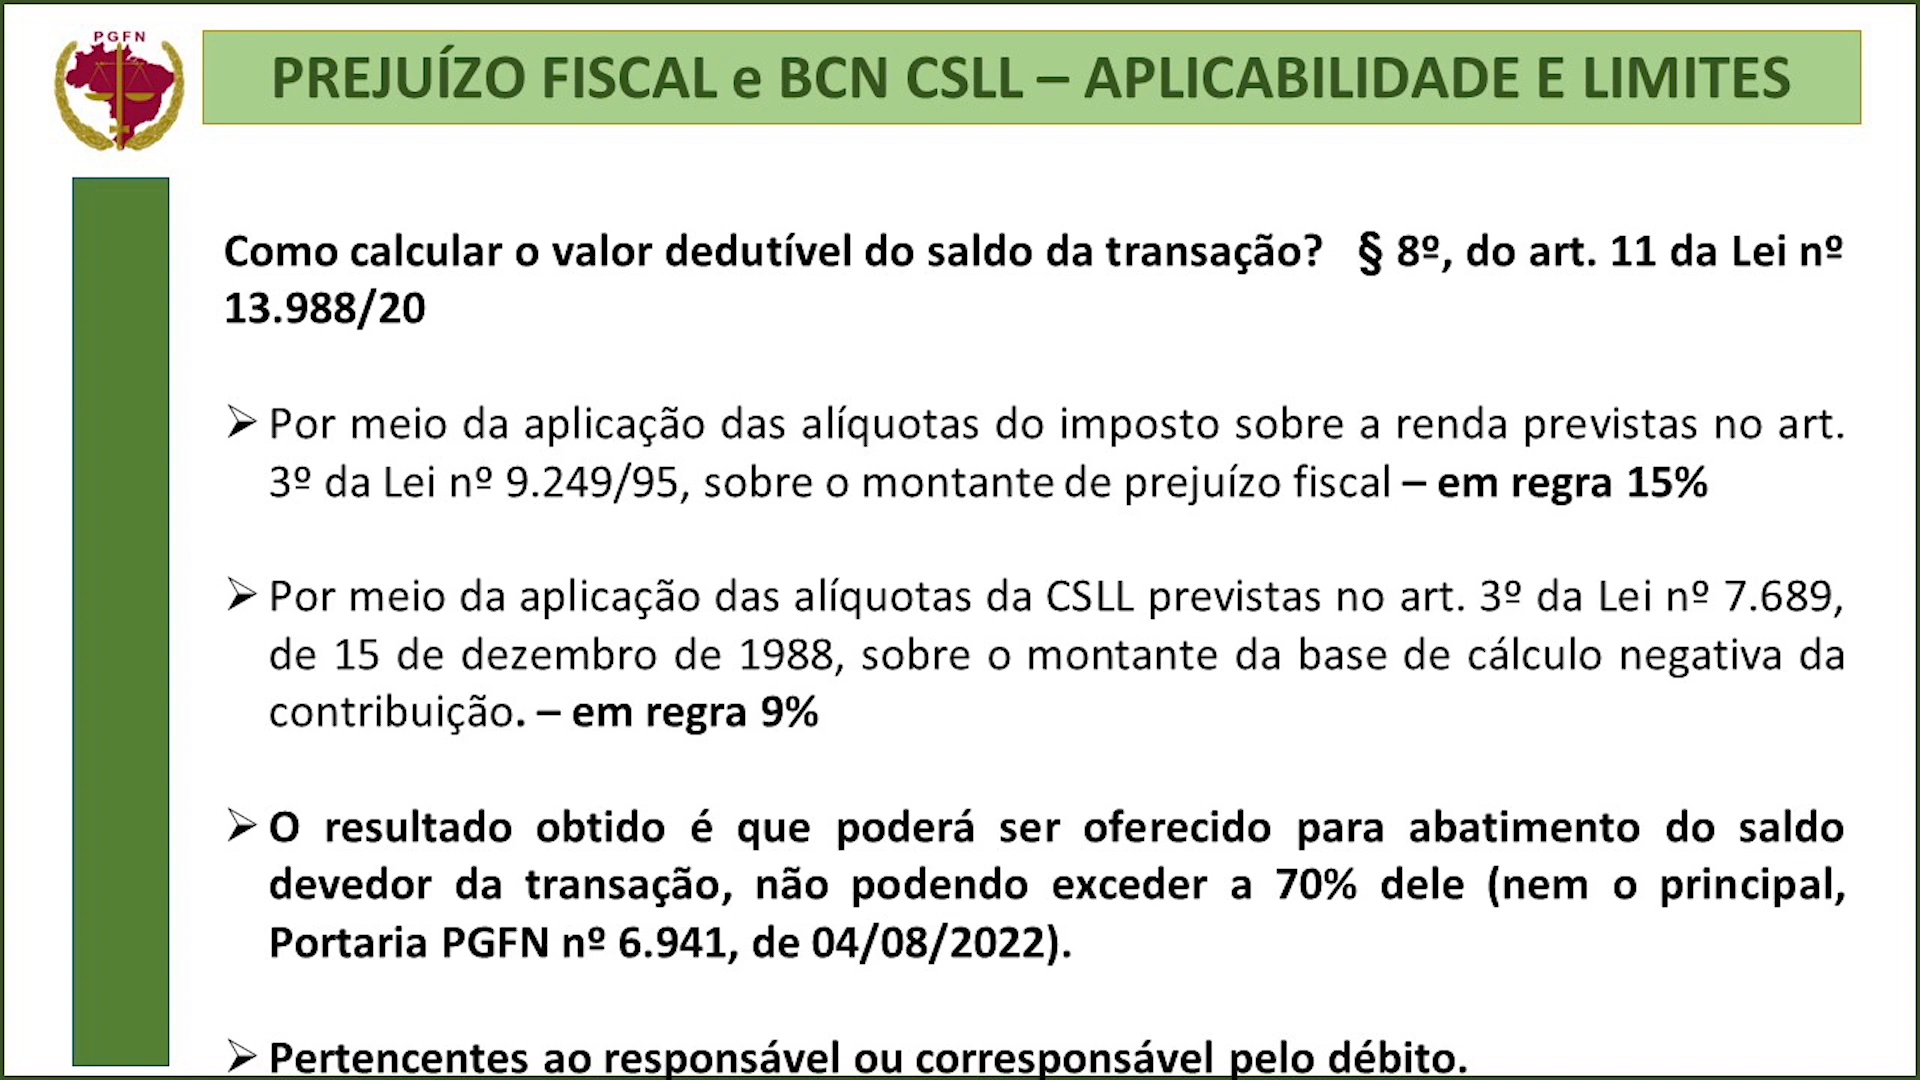 PGFN
PREJUÍZO FISCAL e BCN CSLL – APLICABILIDADE E LIMITES
Como calcular o valor dedutível do saldo da transação? § 8º, do art. 11 da Lei nº
13.988/20
➢ Por meio da aplicação das alíquotas do imposto sobre a renda previstas no art.
3º da Lei nº 9.249/95, sobre o montante de prejuízo fiscal – em regra 15%
➢ Por meio da aplicação das alíquotas da CSLL previstas no art. 3º da Lei nº 7.689,
de 15 de dezembro de 1988, sobre o montante da base de cálculo negativa da
contribuição. – em regra 9%
➢ O resultado obtido é que poderá ser oferecido para abatimento do saldo
devedor da transação, não podendo exceder a 70% dele (nem o principal,
Portaria PGFN nº 6.941, de 04/08/2022).
➢ Pertencentes ao responsável ou corresponsável pelo débito.